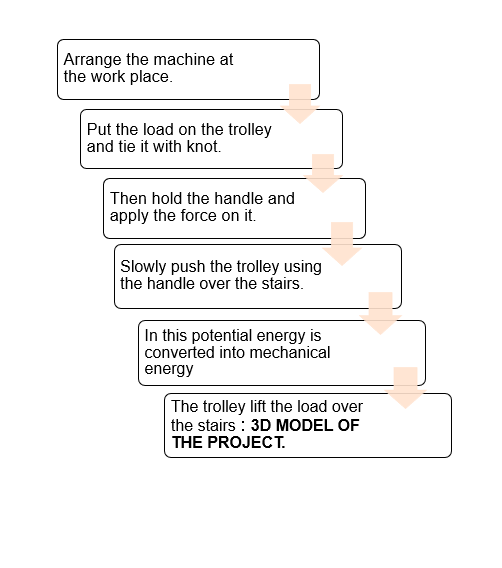 Arrange the machine at
the work place.
Put the load on the trolley
and tie it with knot.
Then hold the handle and
apply the force on it.
Slowly push the trolley using
the handle over the stairs.
In this potential energy is
converted into mechanical
energy
The trolley lift the load over
the stairs : 3D MODEL OF
THE PROJECT.